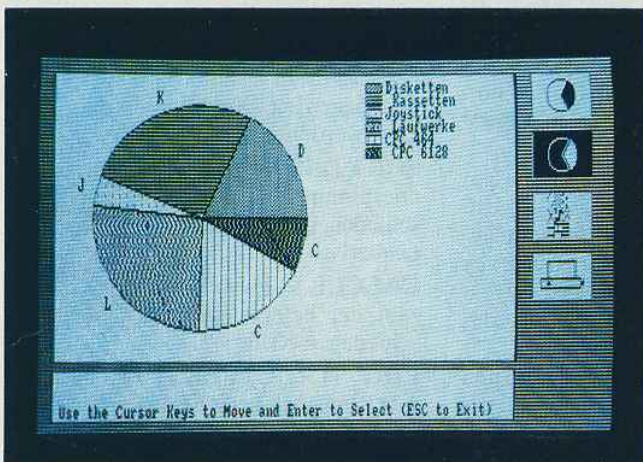 K
D
J
C
L
C
Disketten
Kassetten
Joystick
Laufwerke
CPC 464
CPC 6128
Use the Cursor Keys to Move and Enter to Select (ESC to Exit)